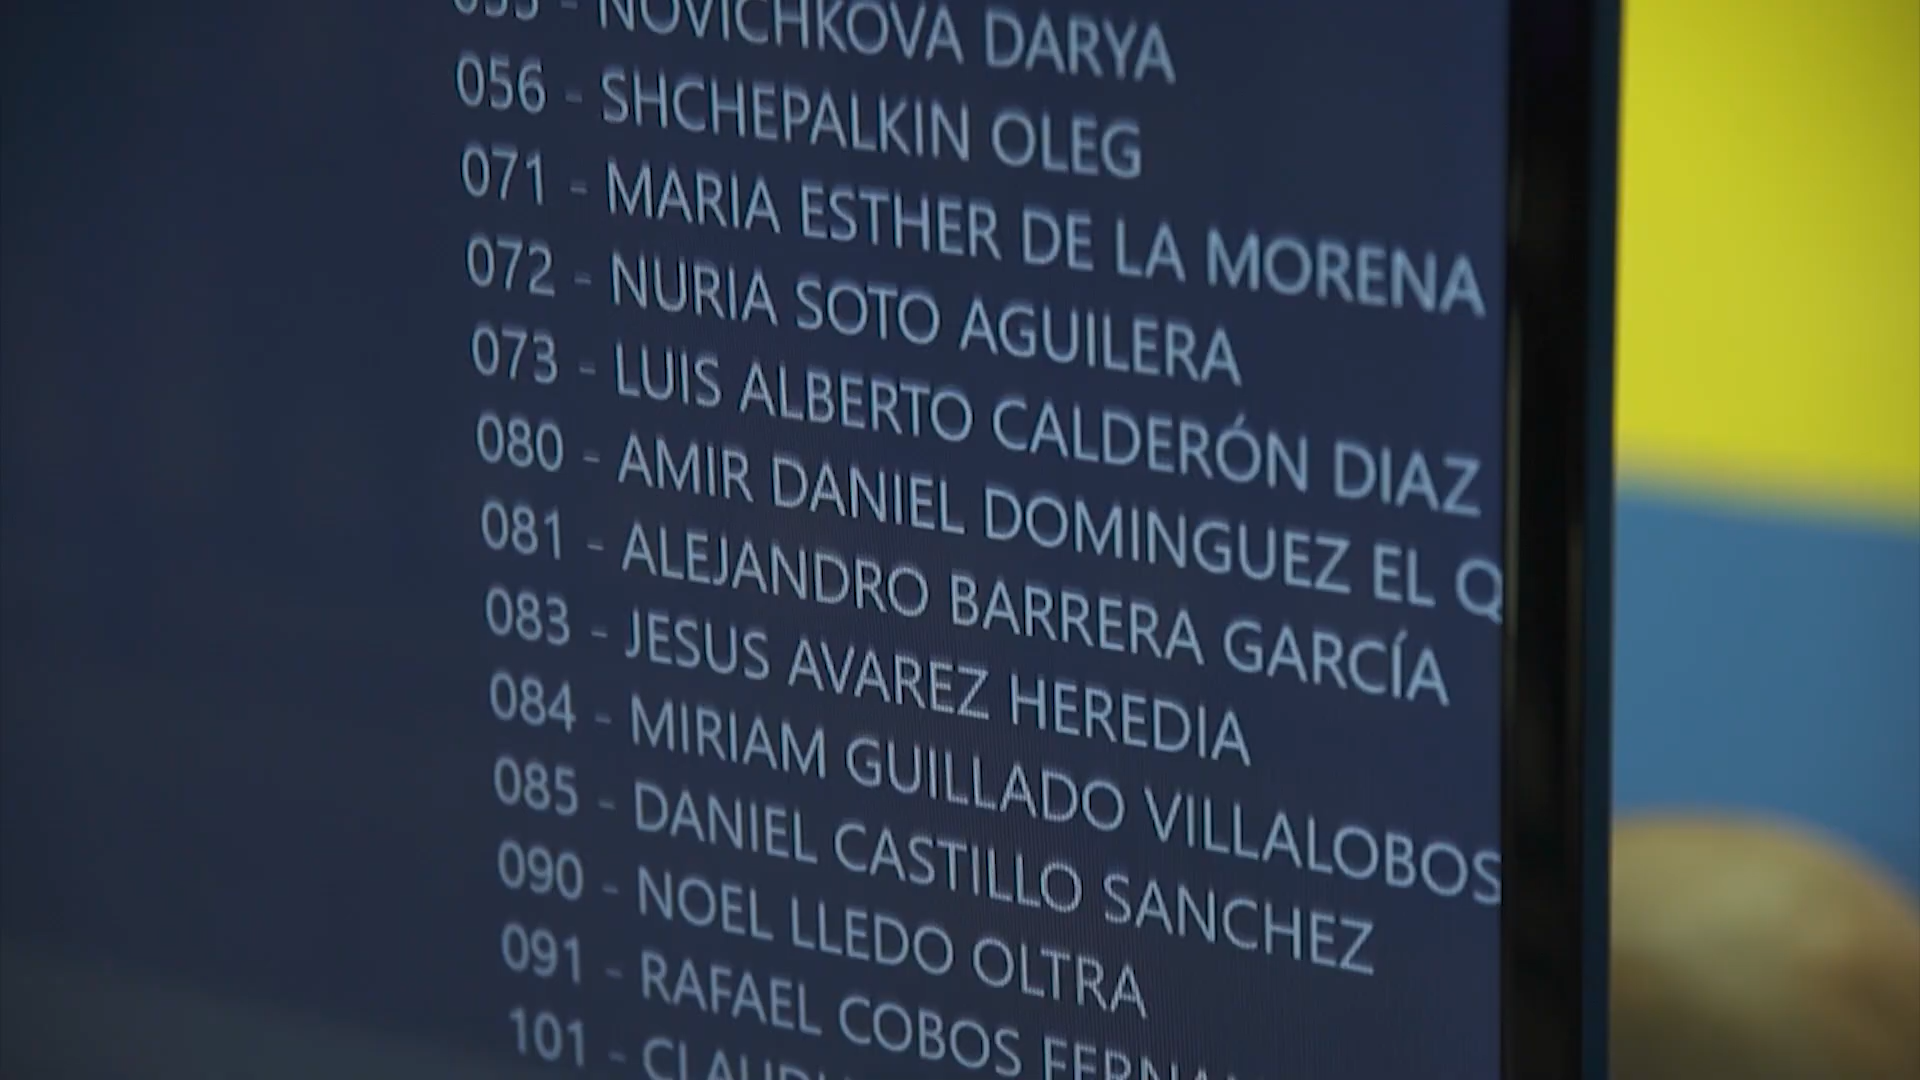 055 - NOVICHKOVA DARYA
056 - SHCHEPALKIN OLEG
071 - MARIA ESTHER DE LA MORENA
072 - NURIA SOTO AGUILERA
073 - LUIS ALBERTO CALDERÓN DIAZ
080 - AMIR DANIEL DOMINGUEZ EL Q
081 - ALEJANDRO BARRERA GARCÍA
083 - JESUS AVAREZ HEREDIA
084 - MIRIAM GUILLADO VILLALOBOS
085 - DANIEL CASTILLO SANCHEZ
090 - NOEL LLEDO OLTRA
091 - RAFAEL COBOS
101 -